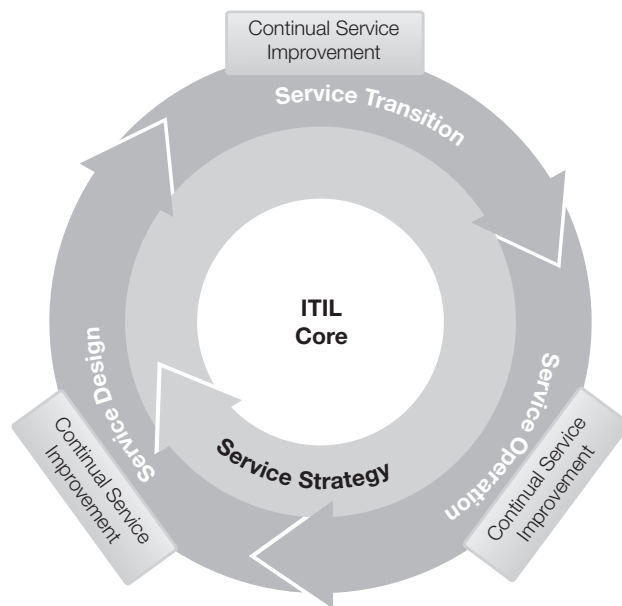 Continual Service
Improvement
Service Transition
ITIL
Core
Service Design
Service Operation
Service Strategy
Continual Service
Improvement
Continual Service
Improvement